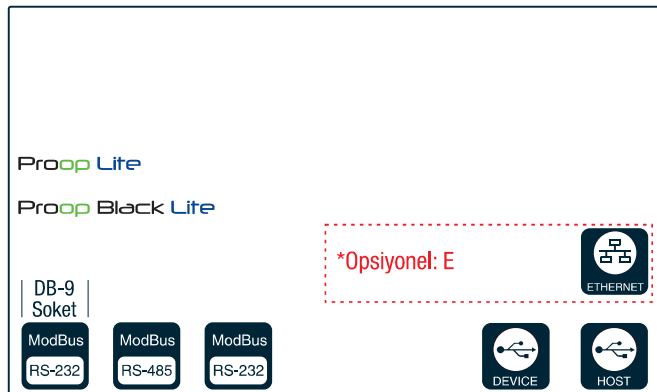 Proop Lite
Proop Black Lite
*Opsiyonel: E
ETHERNET
DB-9
Soket
ModBus
RS-232
ModBus
RS-485
ModBus
RS-232
DEVICE
HOST